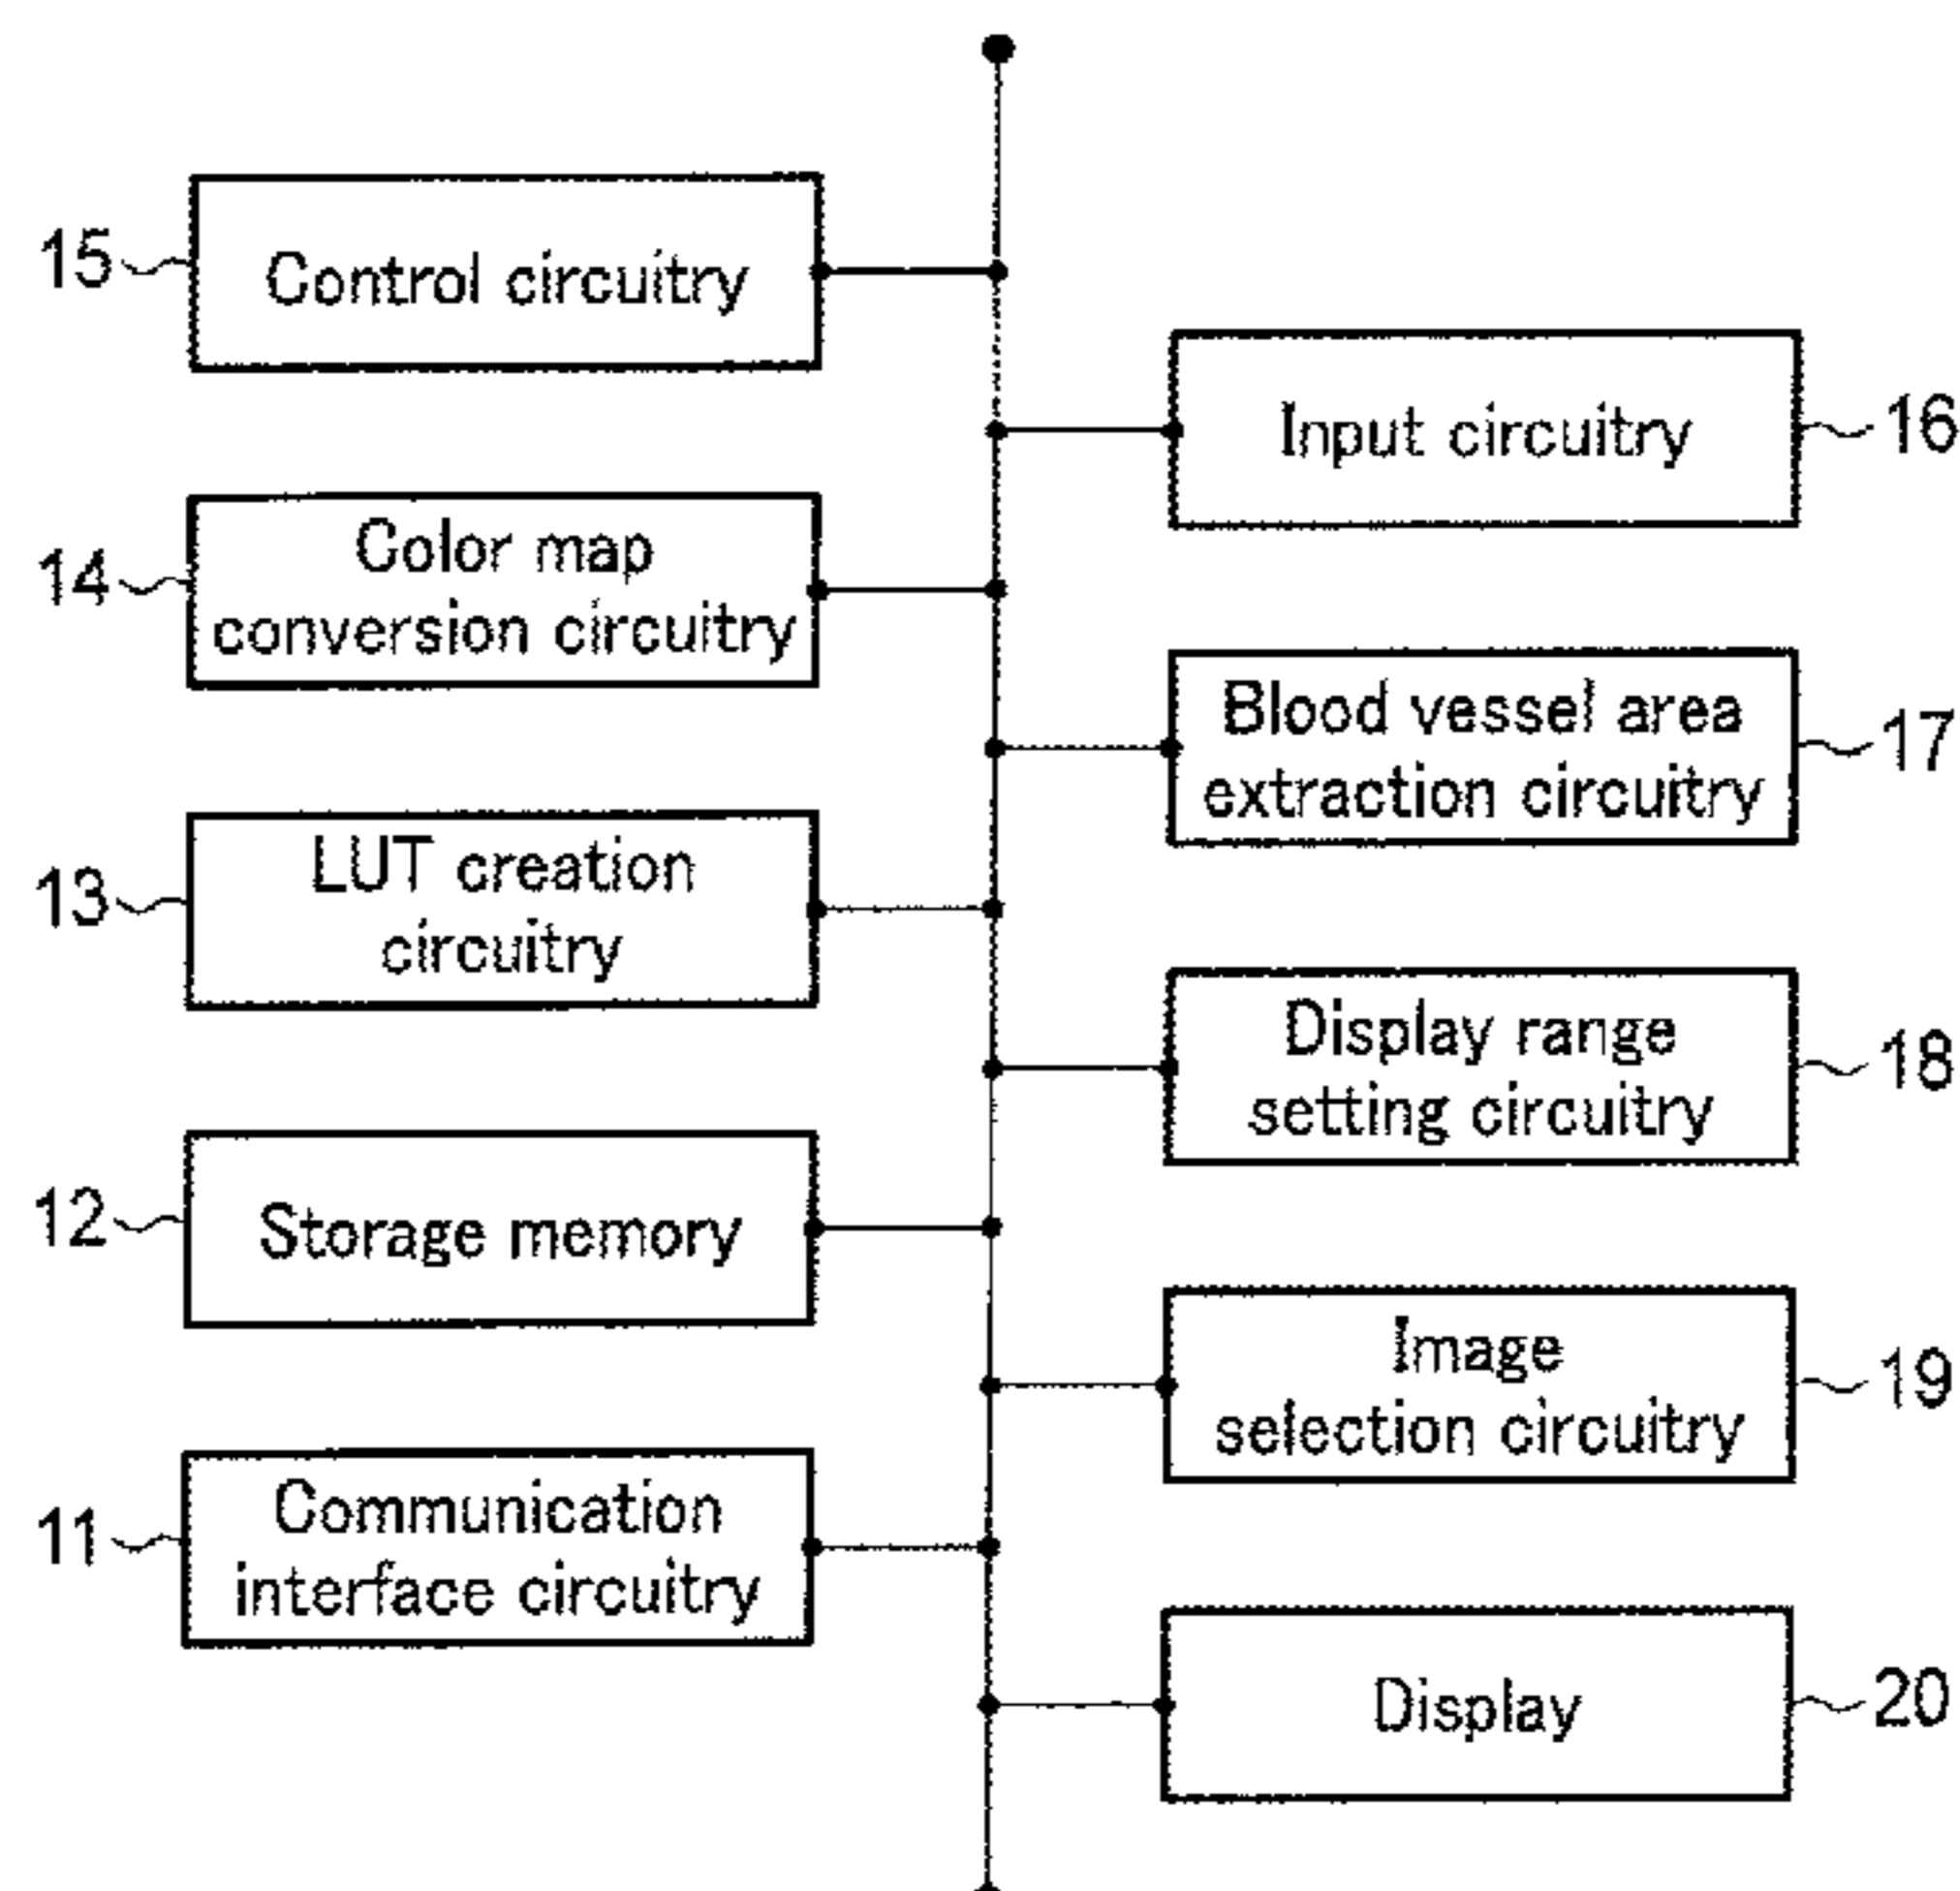 15
Control circuitry
Input circuitry
16
14
Color map
conversion circuitry
Blood vessel area
extraction circuitry
17
13
LUT creation
circuitry
Display range
setting circuitry
18
12
Storage memory
Image
selection circuitry
19
11
Communication
interface circuitry
Display
20